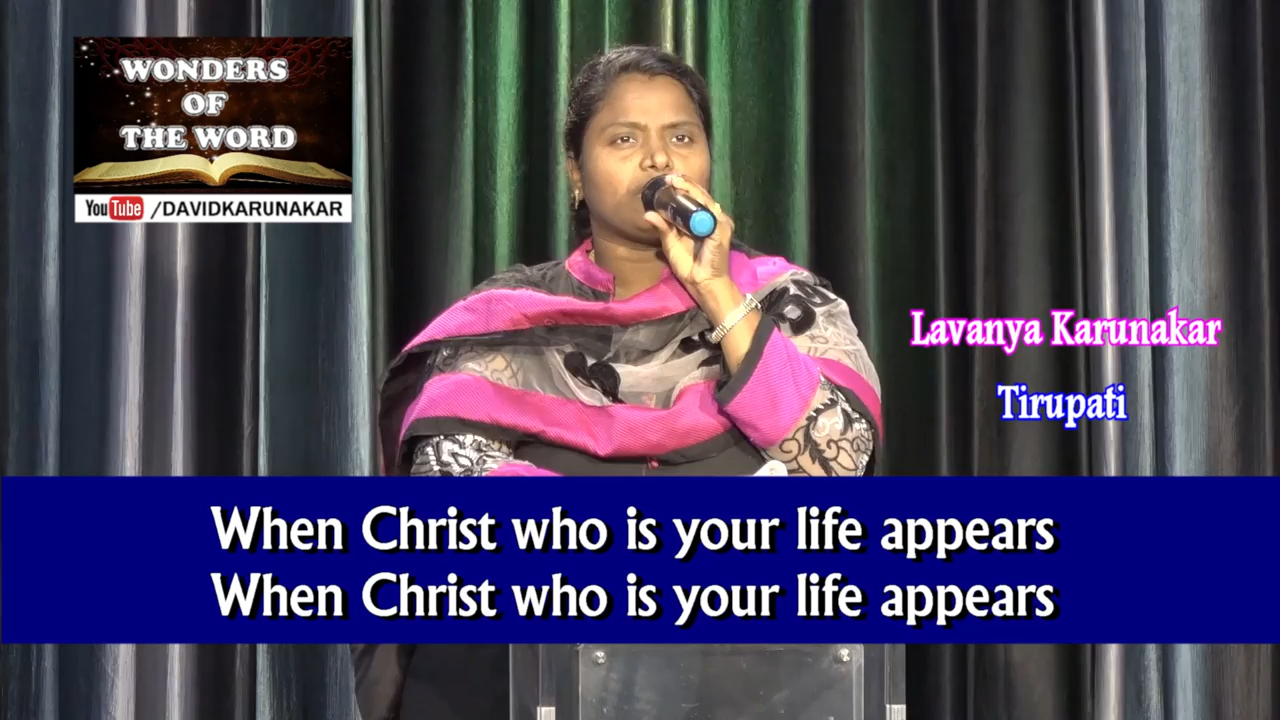 WONDERS
OF
THE WORD
YouTube /DAVIDKARUNAKAR
Lavanya Karunakar
Tirupati
When Christ who is your life appears
When Christ who is your life appears